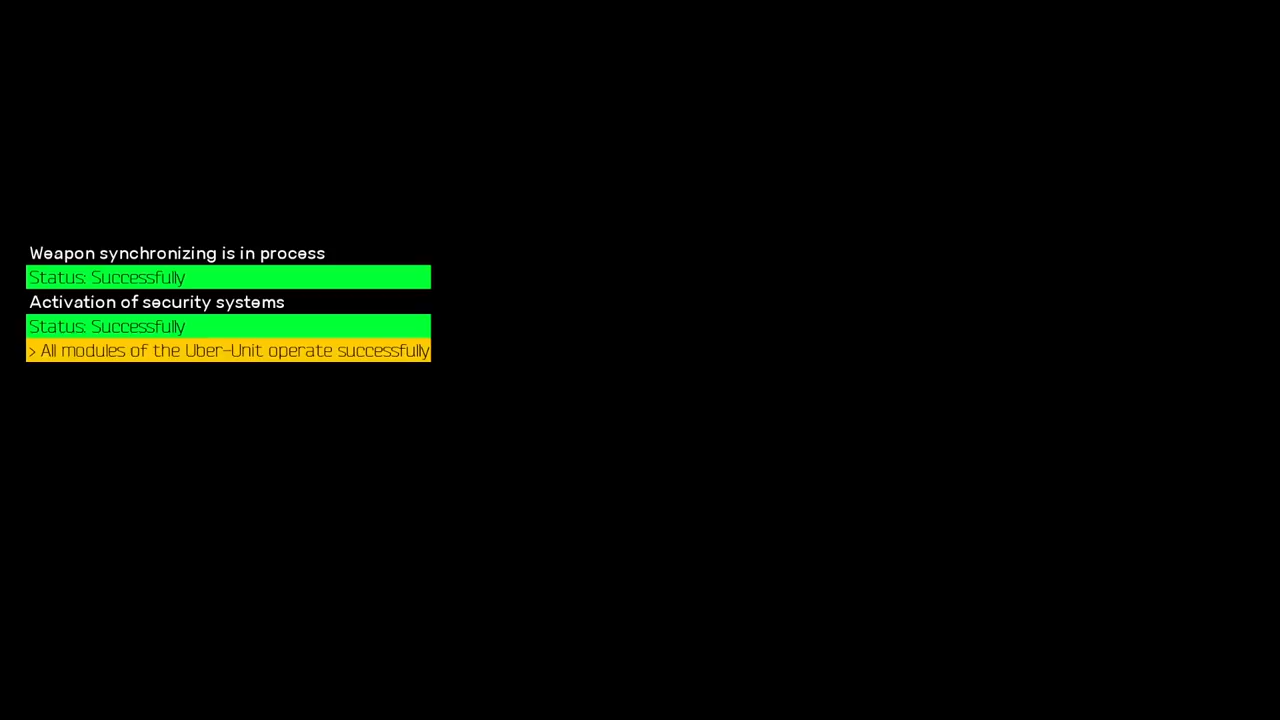 Weapon synchronizing is in process
Status: Successfully
Activation of security systems
Status: Successfully
> All modules of the Uber-Unit operate successfully